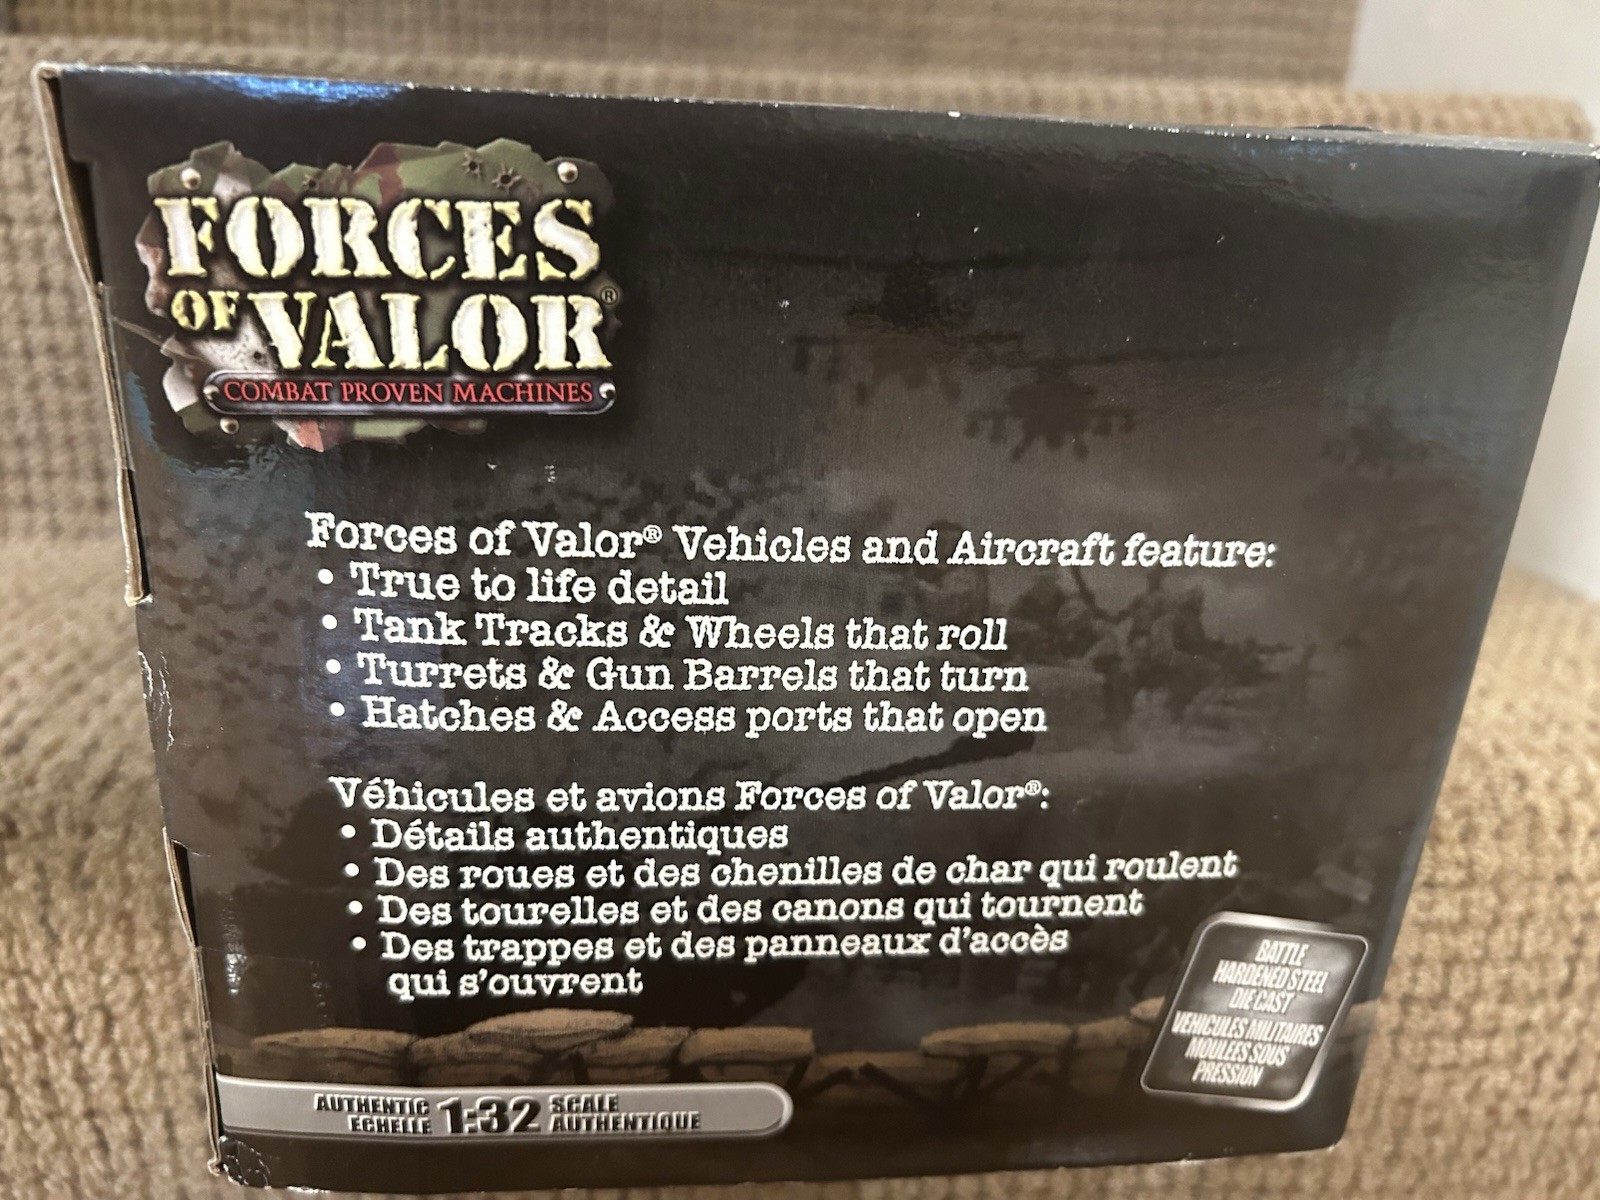 FORCES
OF VALOR®
COMBAT PROVEN MACHINES
Forces of Valor® Vehicles and Aircraft feature:
• True to life detail
• Tank Tracks & Wheels that roll
• Turrets & Gun Barrels that turn
• Hatches & Access ports that open
Véhicules et avions Forces of Valor®:
• Détails authentiques
• Des roues et des chenilles de char qui roulent
• Des tourelles et des canons qui tournent
• Des trappes et des panneaux d'accès
qui s'ouvrent
BATTLE
HARDENED STEEL
DIE CAST
VEHICULES MILITAIRES
MOULEES SOUS
PRESSION
AUTHENTIC 1:32 SCALE
ECHELLE AUTHENTIQUE